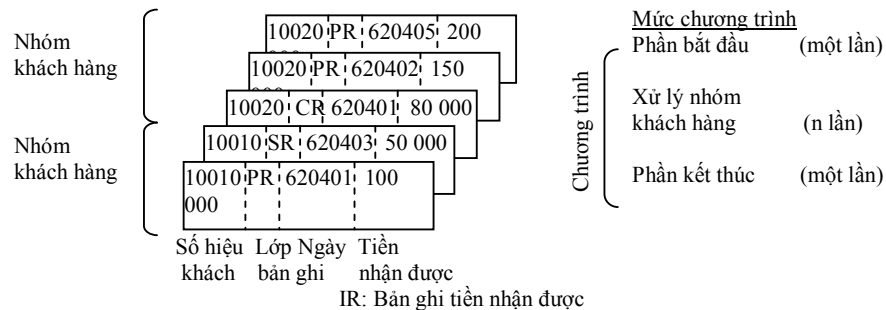 Nhóm
khách hàng
Nhóm
khách hàng
10020 PR 620405 200
10020 PR 620402 150
10020 CR 620401 80 000
10010 SR 620403 50 000
10010 PR 620401 100
000
Số hiệu Lớp Ngày Tiền
khách bản ghi nhận được
IR: Bản ghi tiền nhận được
Chương trình
Mức chương trình
Phần bắt đầu (một lần)
Xử lý nhóm
khách hàng (n lần)
Phần kết thúc (một lần)